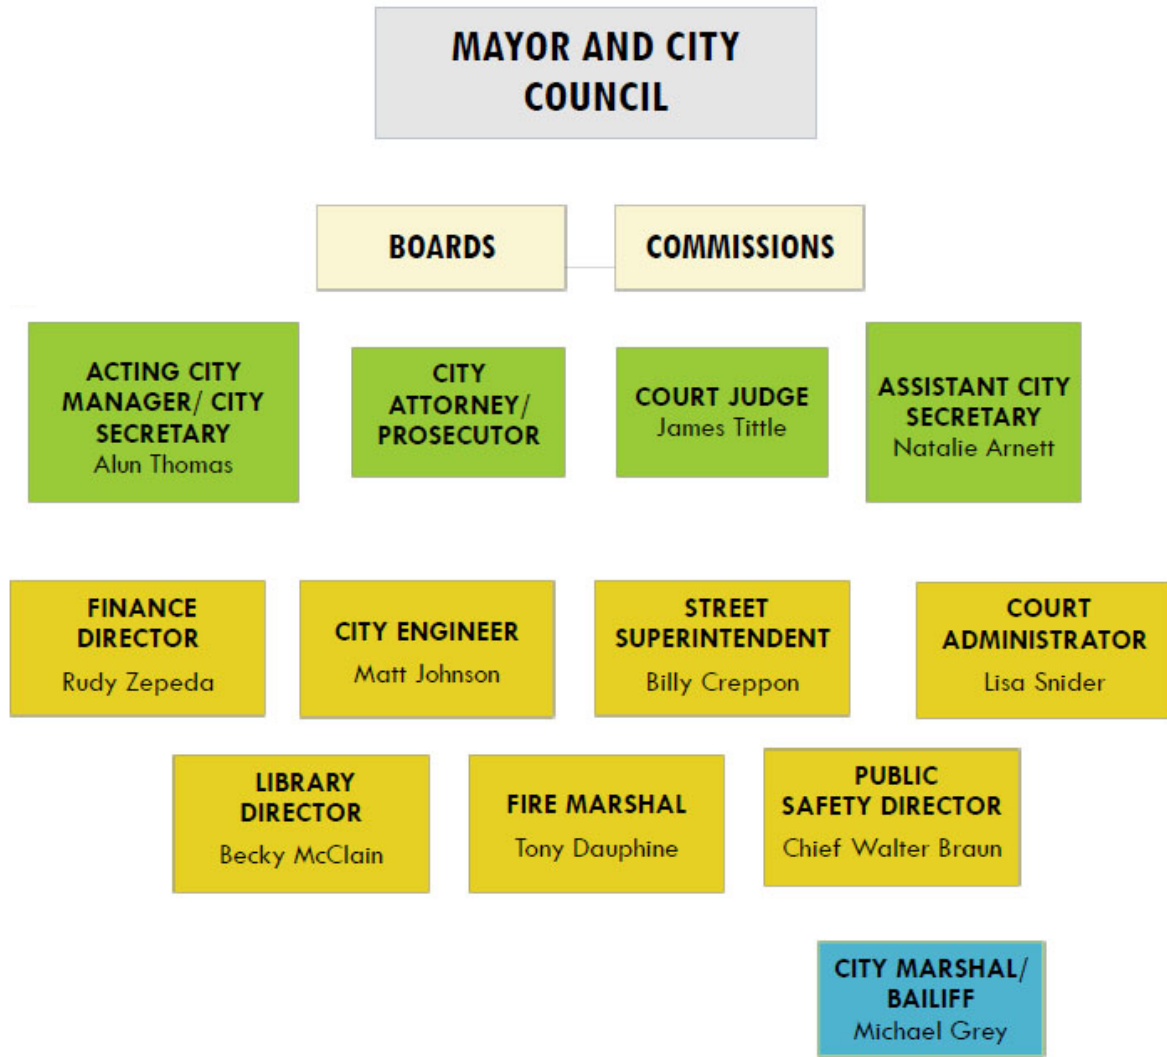 MAYOR AND CITY
COUNCIL
BOARDS
COMMISSIONS
ACTING CITY
MANAGER/ CITY
SECRETARY
Alun Thomas
CITY
ATTORNEY/
PROSECUTOR
COURT JUDGE
James Tittle
ASSISTANT CITY
SECRETARY
Natalie Arnett
FINANCE
DIRECTOR
Rudy Zepeda
CITY ENGINEER
Matt Johnson
STREET
SUPERINTENDENT
Billy Creppon
COURT
ADMINISTRATOR
Lisa Snider
LIBRARY
DIRECTOR
Becky McClain
FIRE MARSHAL
Tony Dauphine
PUBLIC
SAFETY DIRECTOR
Chief Walter Braun
CITY MARSHAL/
BAILIFF
Michael Grey